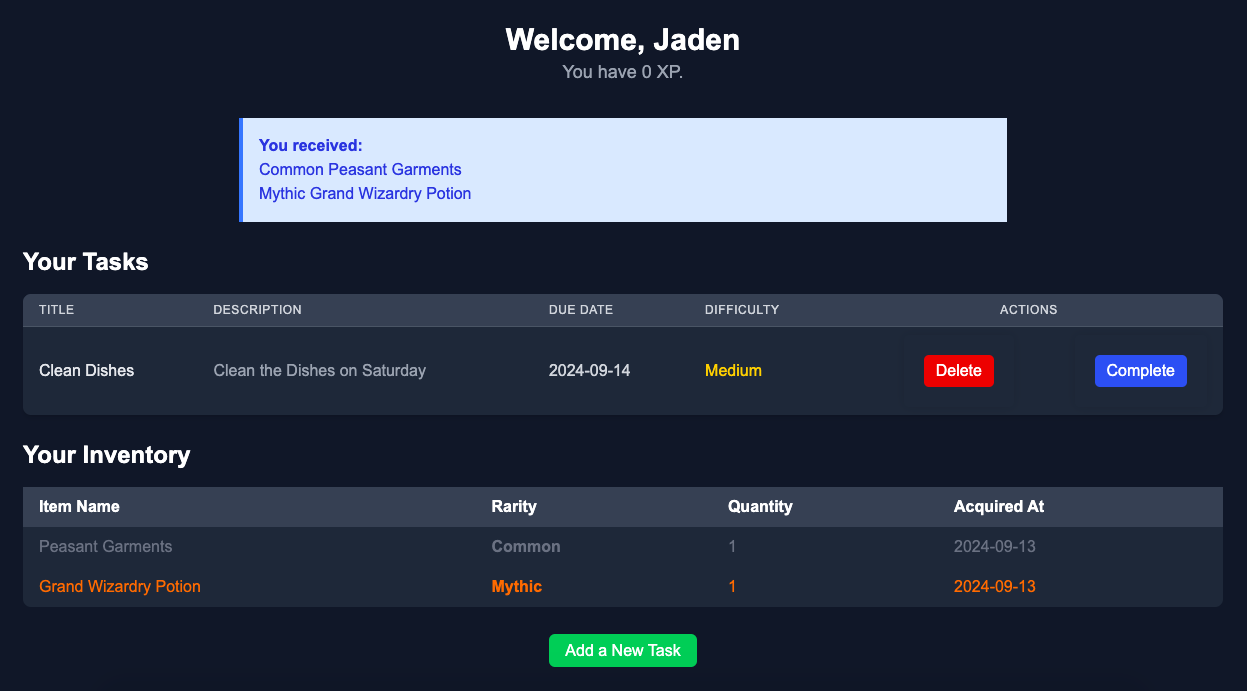 Welcome, Jaden
You have 0 XP.
You received:
Common Peasant Garments
Mythic Grand Wizardry Potion
Your Tasks
TITLE DESCRIPTION DUE DATE DIFFICULTY ACTIONS
Clean Dishes Clean the Dishes on Saturday 2024-09-14 Medium Delete Complete
Your Inventory
Item Name Rarity Quantity Acquired At
Peasant Garments Common 1 2024-09-13
Grand Wizardry Potion Mythic 1 2024-09-13
Add a New Task